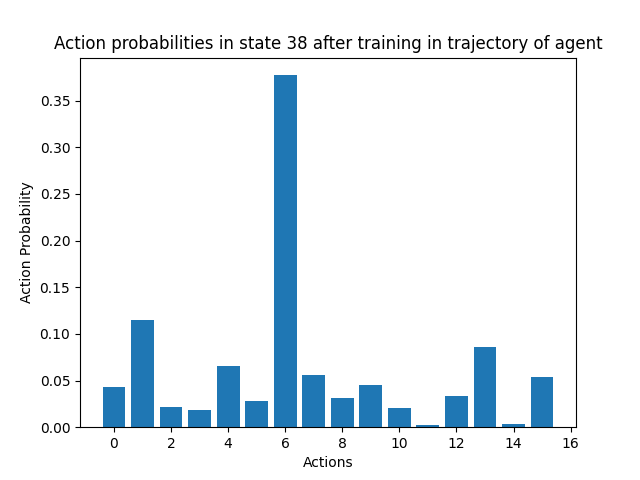 Action probabilities in state 38 after training in trajectory of agent
Action Probability
0.35
0.30
0.25
0.20
0.15
0.10
0.05
0.00
0 2 4 6 8 10 12 14 16
Actions